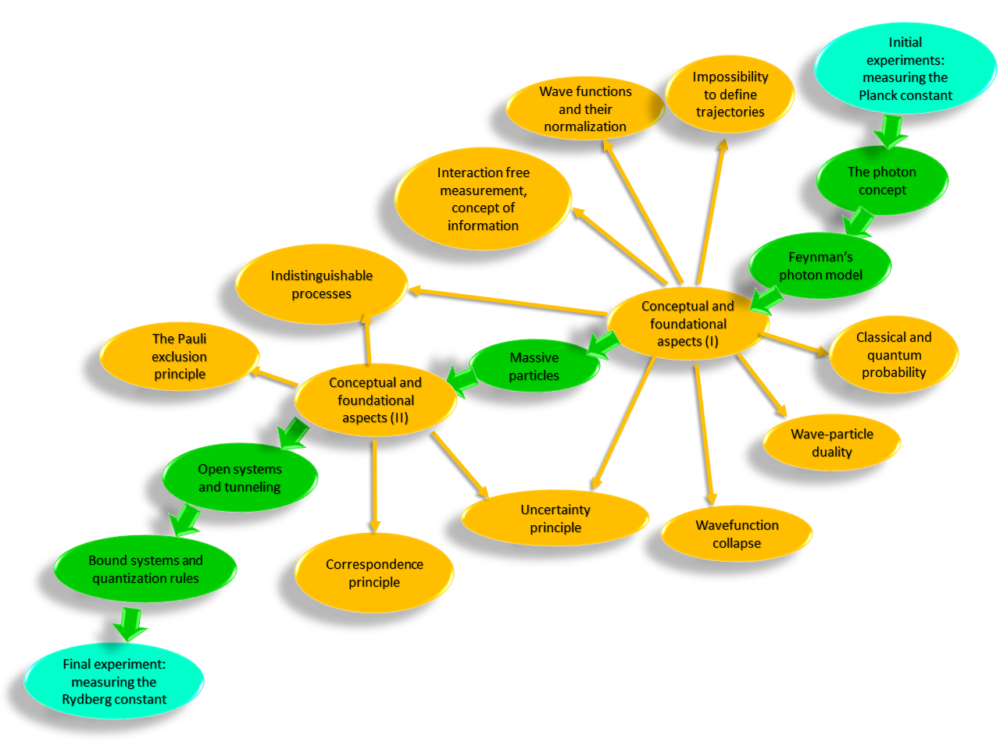 Initial
experiments:
measuring the
Planck constant
Impossibility
to define
trajectories
Wave functions
and their
normalization
The photon
concept
Interaction free
measurement,
concept of
information
Feynman’s
photon model
Indistinguishable
processes
Conceptual and
foundational
aspects (I)
Classical and
quantum
probability
The Pauli
exclusion
principle
Massive
particles
Conceptual and
foundational
aspects (II)
Wave-particle
duality
Open systems
and tunneling
Uncertainty
principle
Wavefunction
collapse
Bound systems and
quantization rules
Correspondence
principle
Final experiment:
measuring the
Rydberg constant